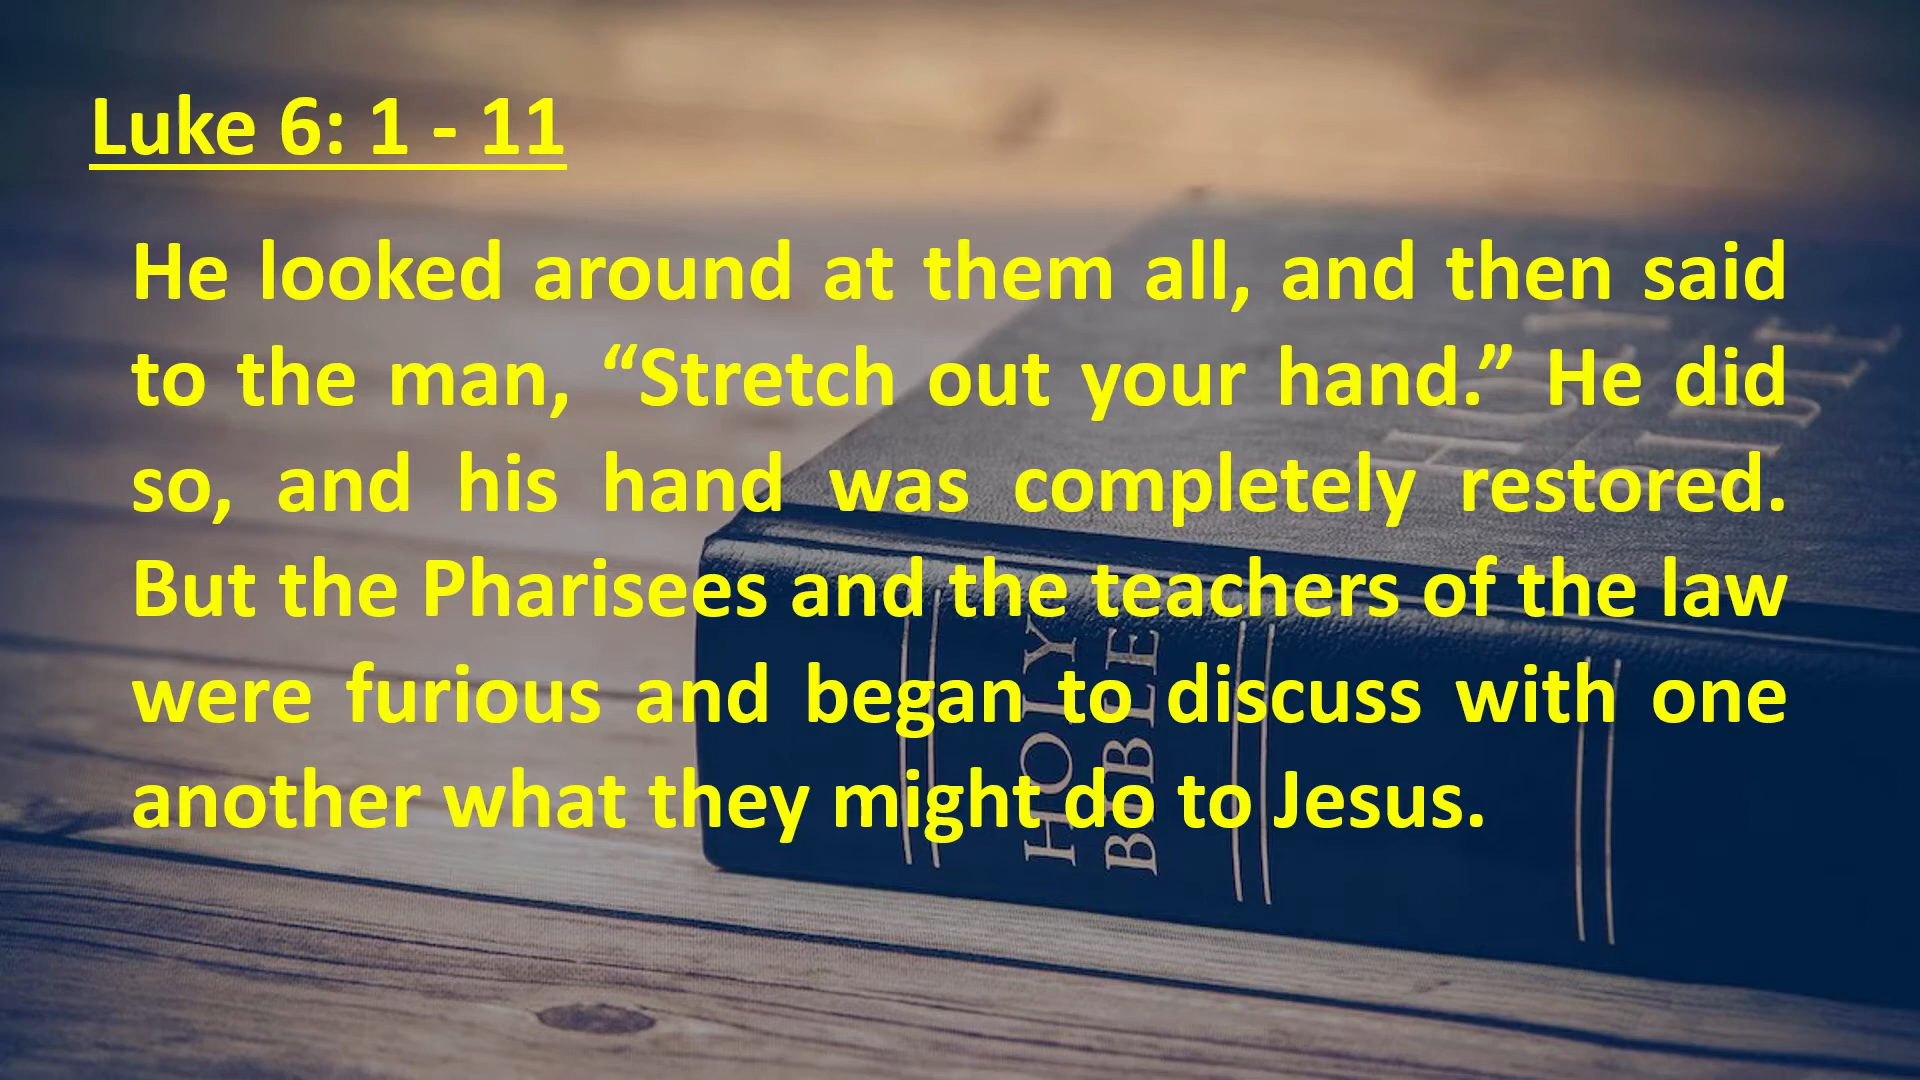 Luke 6: 1 - 11
He looked around at them all, and then said
to the man, “Stretch out your hand.” He did
so, and his hand was completely restored.
But the Pharisees and the teachers of the law
were furious and began to discuss with one
another what they might do to Jesus.
HOLY
BIBLE
HOLY
BIBLE